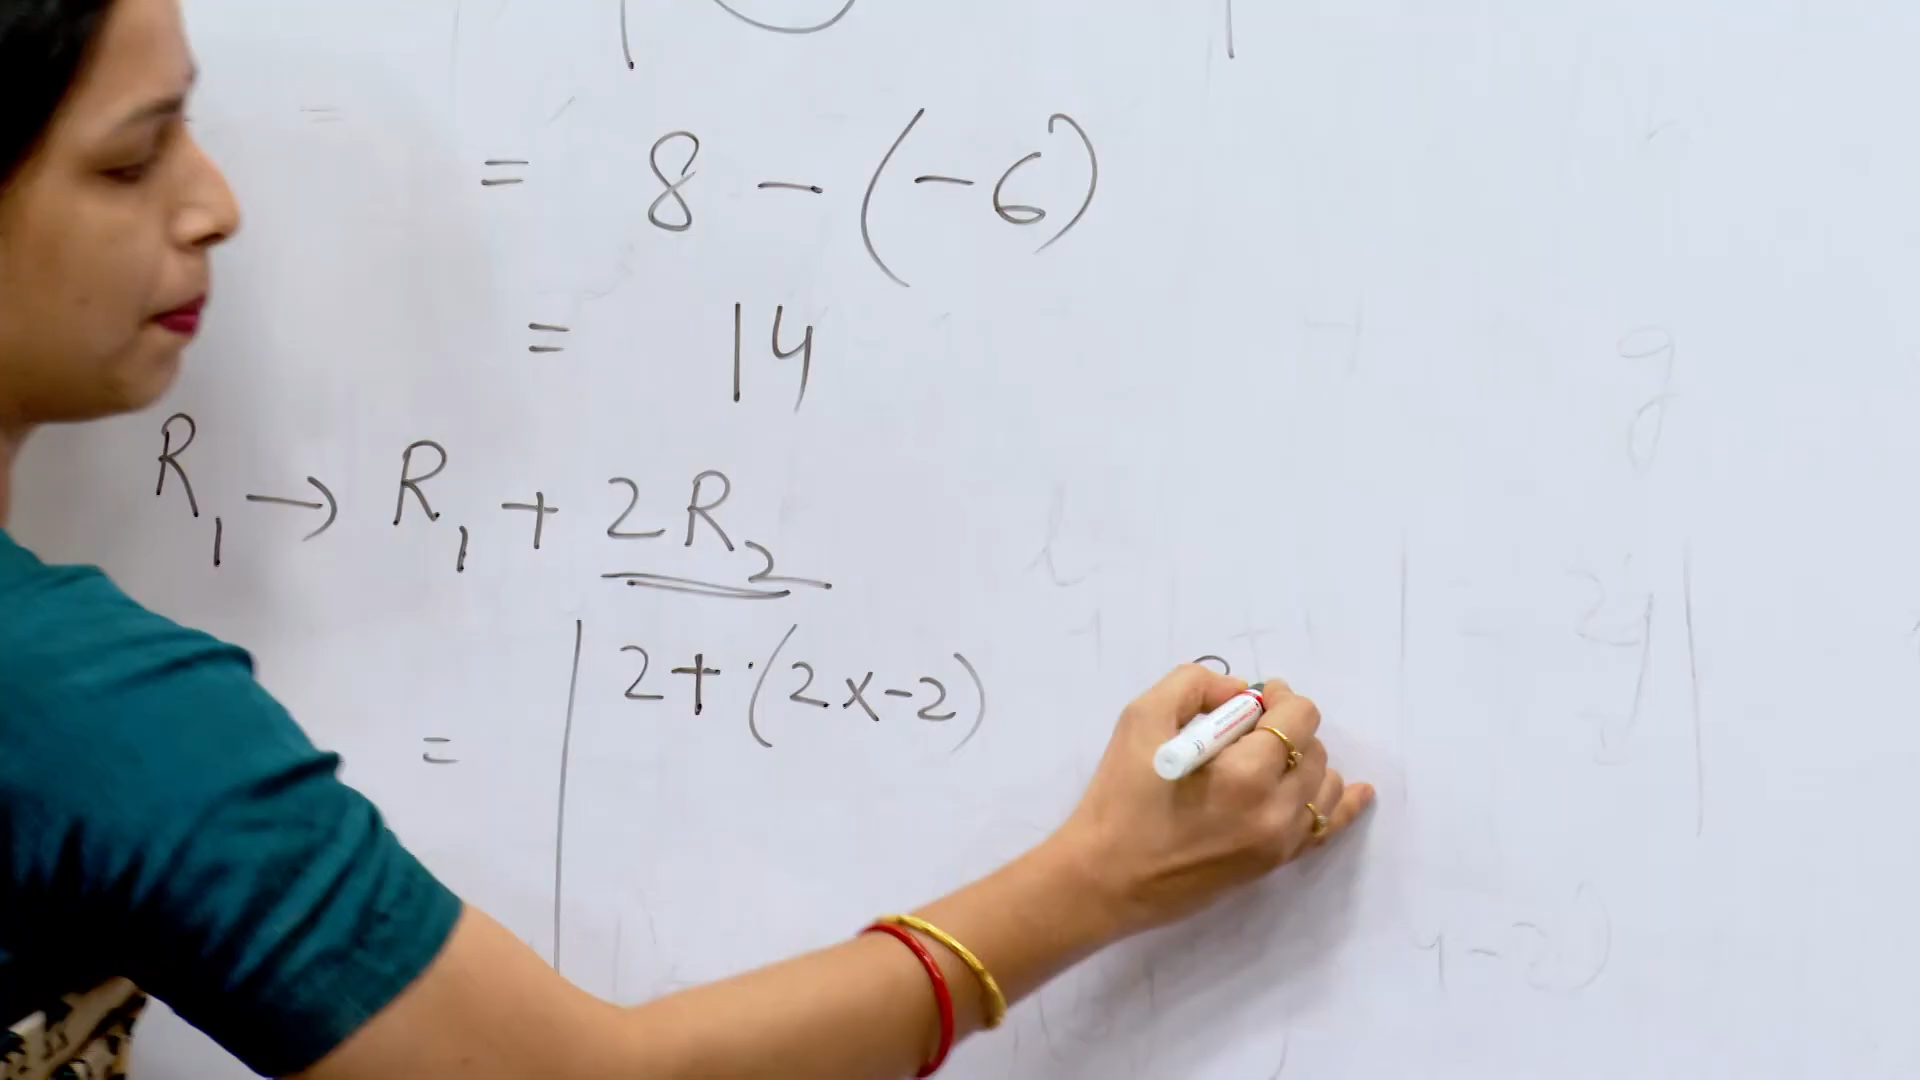 = 8 - (-6)
= 14
R₁ → R₁ + 2R₂
= | 2 + (2x-2)